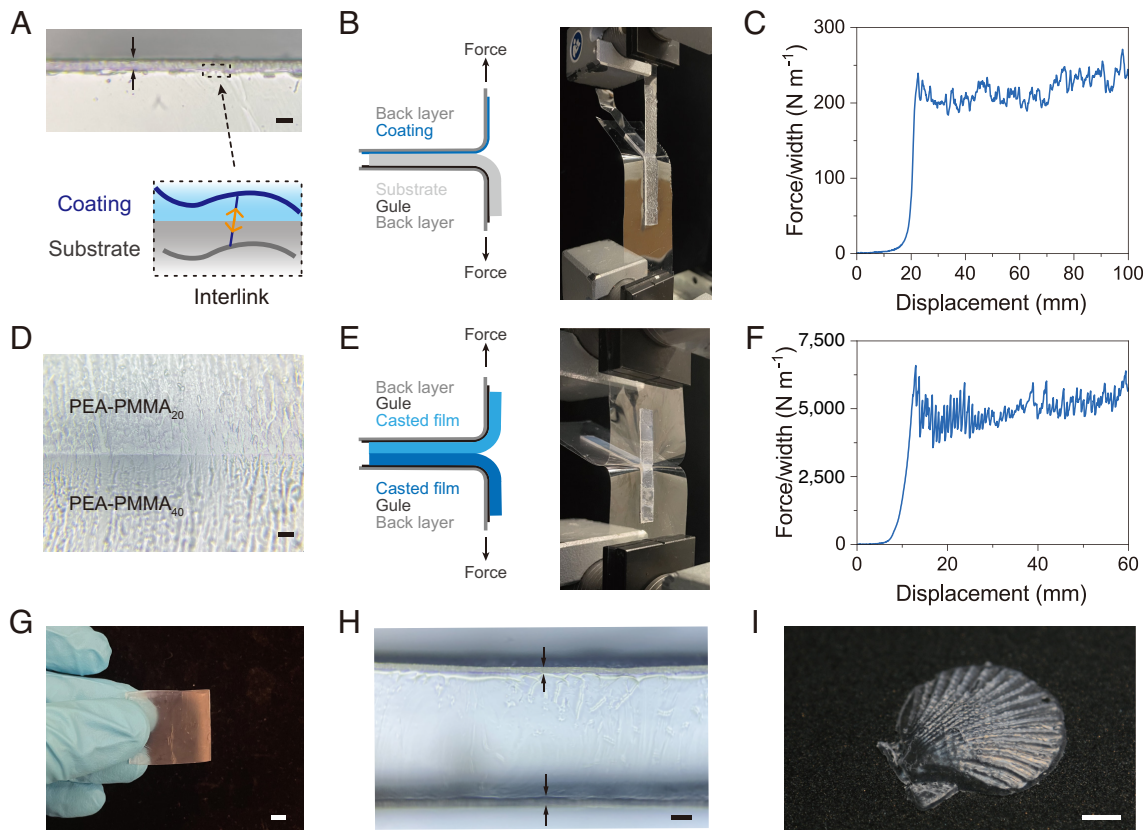 A
Coating
Substrate
Interlink
B
Force
Back layer
Coating
Substrate
Gule
Back layer
Force
C
Force/width (N m⁻¹)
300
200
100
0
0 20 40 60 80 100
Displacement (mm)
D
PEA-PMMA₂₀
PEA-PMMA₄₀
E
Force
Back layer
Gule
Casted film
Casted film
Gule
Back layer
Force
F
Force/width (N m⁻¹)
7,500
5,000
2,500
0
0 20 40 60
Displacement (mm)
G
H
I